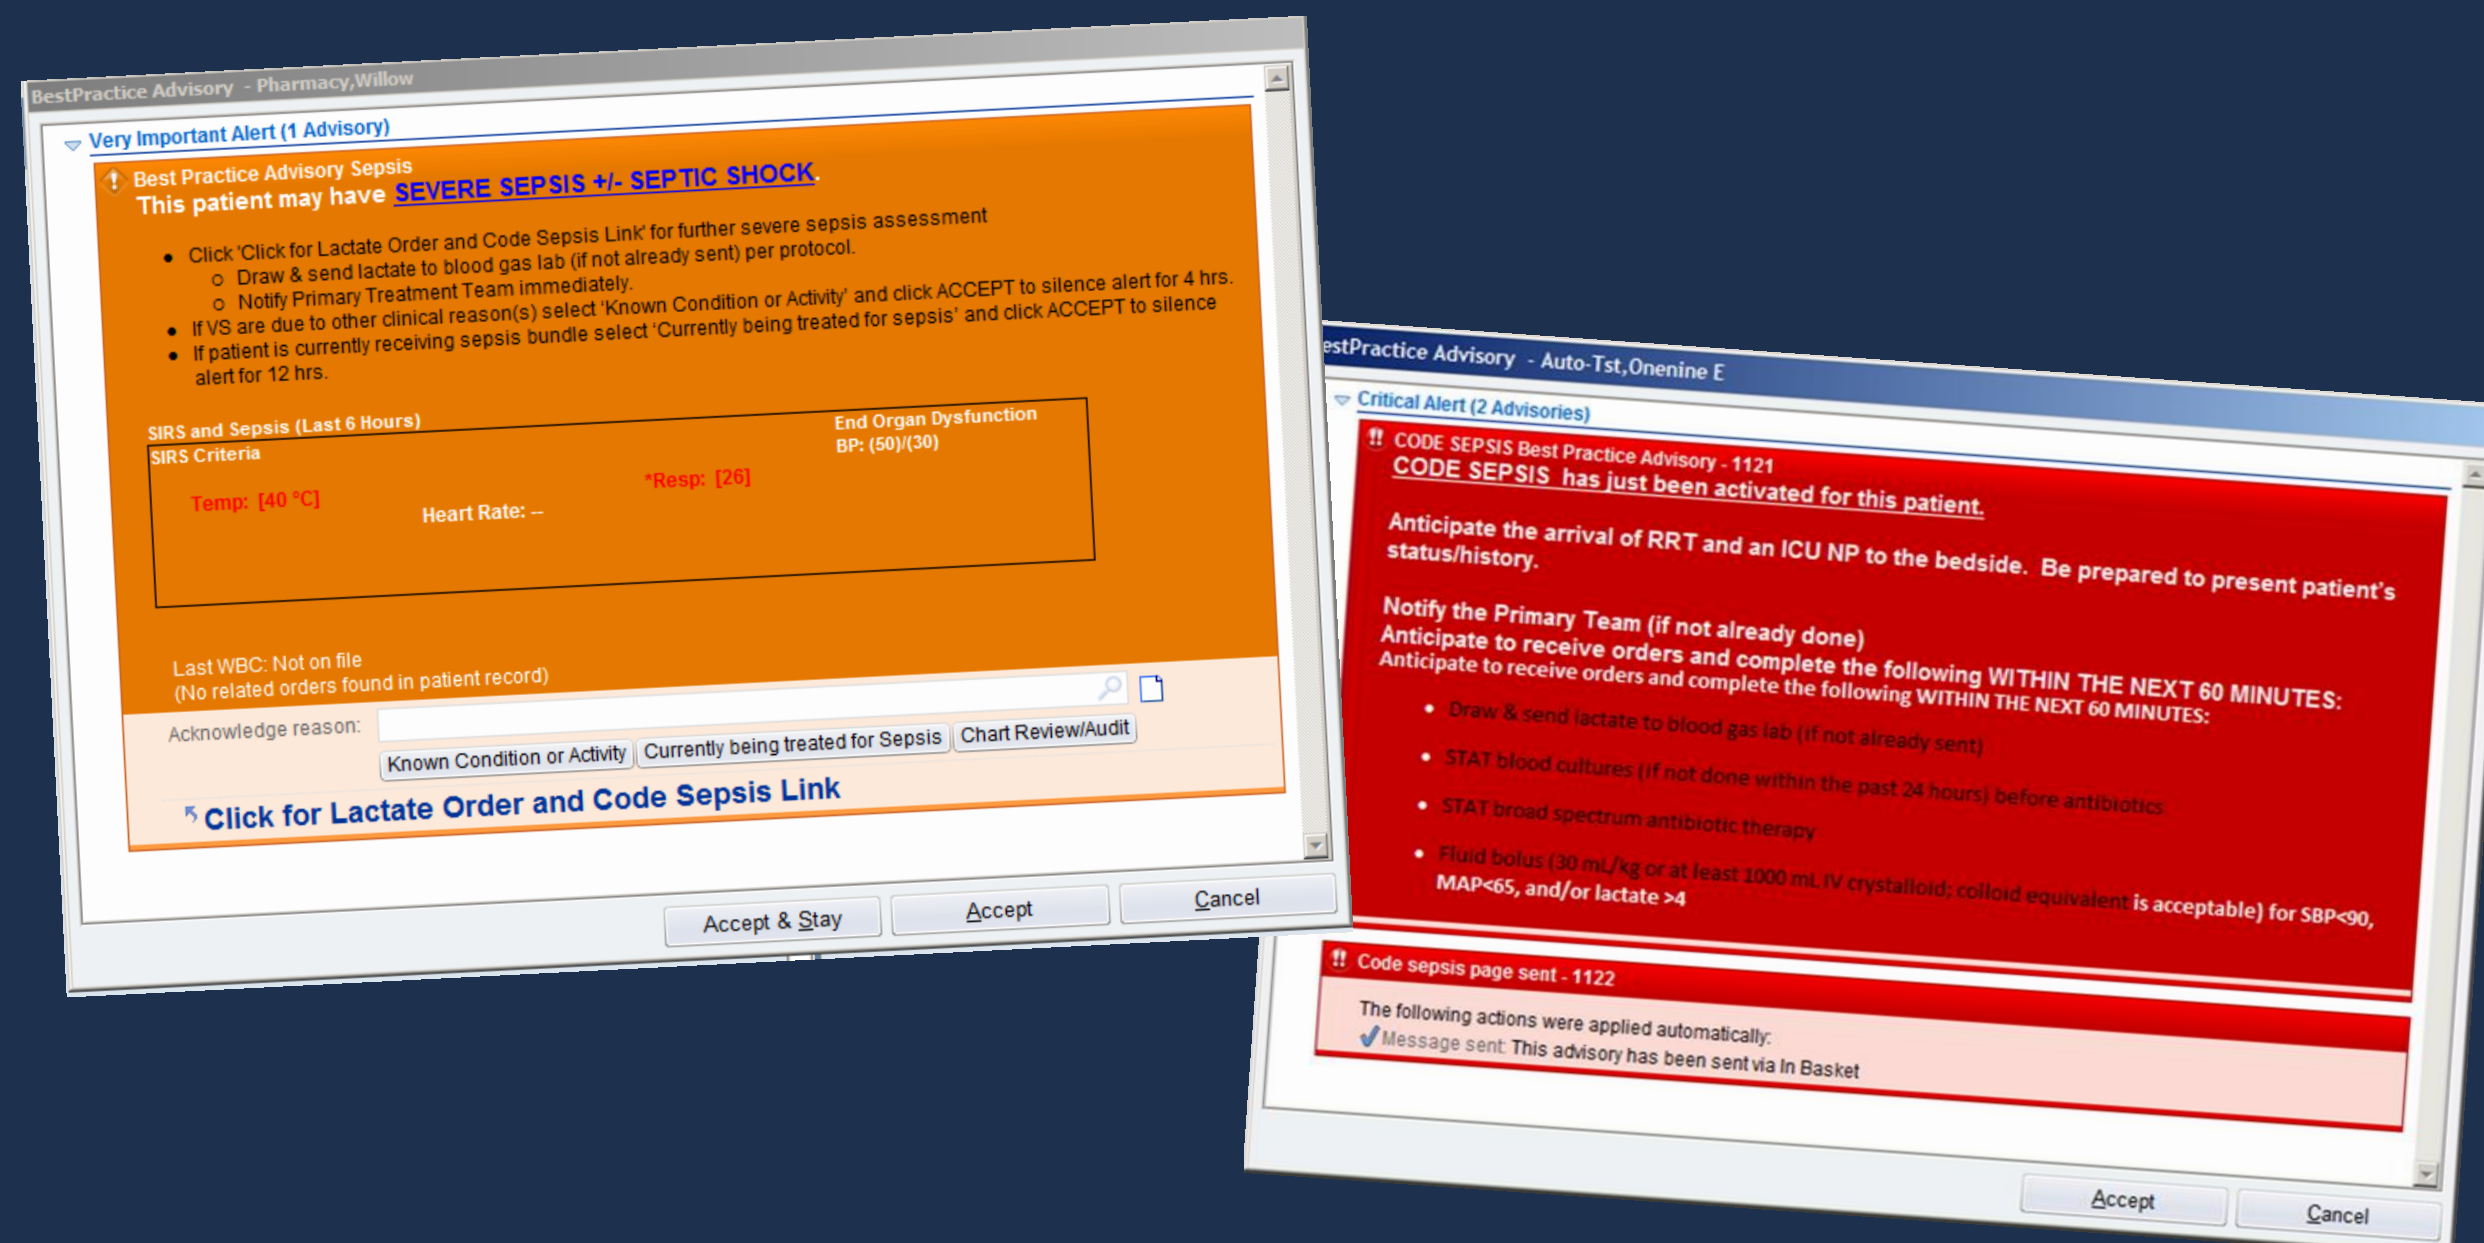 BestPractice Advisory - Pharmacy,Willow
Very Important Alert (1 Advisory)
Best Practice Advisory Sepsis
This patient may have SEVERE SEPSIS +/- SEPTIC SHOCK.
● Click 'Click for Lactate Order and Code Sepsis Link' for further severe sepsis assessment
o Draw & send lactate to blood gas lab (if not already sent) per protocol.
o Notify Primary Treatment Team immediately.
● If VS are due to other clinical reason(s) select 'Known Condition or Activity' and click ACCEPT to silence alert for 4 hrs.
● If patient is currently receiving sepsis bundle select 'Currently being treated for sepsis' and click ACCEPT to silence
alert for 12 hrs.
SIRS and Sepsis (Last 6 Hours)
SIRS Criteria
End Organ Dysfunction
BP: (50)/(30)
Temp: [40 °C]
Heart Rate: --
*Resp: [26]
Last WBC: Not on file
(No related orders found in patient record)
Acknowledge reason:
Known Condition or Activity Currently being treated for Sepsis Chart Review/Audit
Click for Lactate Order and Code Sepsis Link
Accept & Stay Accept Cancel
estPractice Advisory - Auto-Tst,Onenine E
Critical Alert (2 Advisories)
!! CODE SEPSIS Best Practice Advisory - 1121
CODE SEPSIS has just been activated for this patient.
Anticipate the arrival of RRT and an ICU NP to the bedside. Be prepared to present patient's
status/history.
Notify the Primary Team (if not already done)
Anticipate to receive orders and complete the following WITHIN THE NEXT 60 MINUTES:
Anticipate to receive orders and complete the following WITHIN THE NEXT 60 MINUTES:
• Draw & send lactate to blood gas lab (if not already sent)
• STAT blood cultures (if not done within the past 24 hours) before antibiotics
• STAT broad spectrum antibiotic therapy
• Fluid bolus (30 mL/kg or at least 1000 mL IV crystalloid; colloid equivalent is acceptable) for SBP<90,
MAP<65, and/or lactate >4
!! Code sepsis page sent - 1122
The following actions were applied automatically:
Message sent: This advisory has been sent via In Basket
Accept Cancel